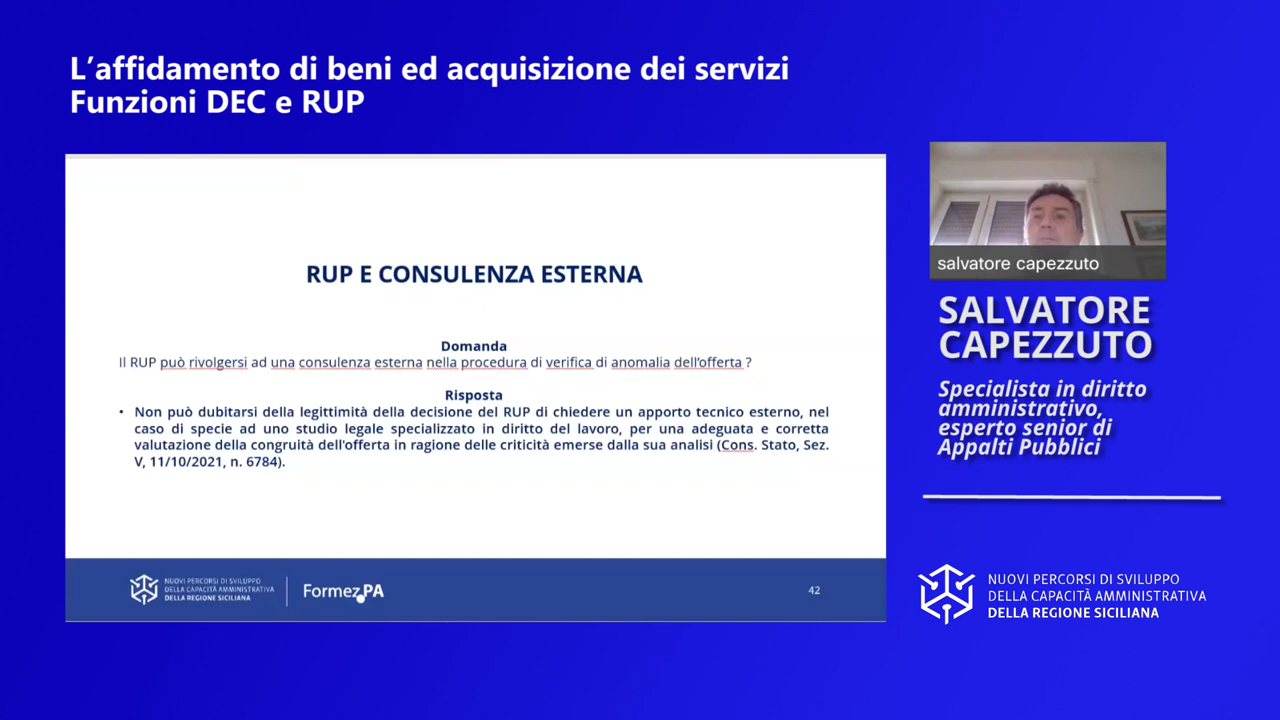 L'affidamento di beni ed acquisizione dei servizi
Funzioni DEC e RUP
RUP E CONSULENZA ESTERNA
Domanda
Il RUP può rivolgersi ad una consulenza esterna nella procedura di verifica di anomalia dell'offerta ?
Risposta
• Non può dubitarsi della legittimità della decisione del RUP di chiedere un apporto tecnico esterno, nel
caso di specie ad uno studio legale specializzato in diritto del lavoro, per una adeguata e corretta
valutazione della congruità dell'offerta in ragione delle criticità emerse dalla sua analisi (Cons. Stato, Sez.
V, 11/10/2021, n. 6784).
NUOVI PERCORSI DI SVILUPPO
DELLA CAPACITÀ AMMINISTRATIVA
DELLA REGIONE SICILIANA
FormezPA
42
salvatore capezzuto
SALVATORE
CAPEZZUTO
Specialista in diritto
amministrativo,
esperto senior di
Appalti Pubblici
NUOVI PERCORSI DI SVILUPPO
DELLA CAPACITÀ AMMINISTRATIVA
DELLA REGIONE SICILIANA